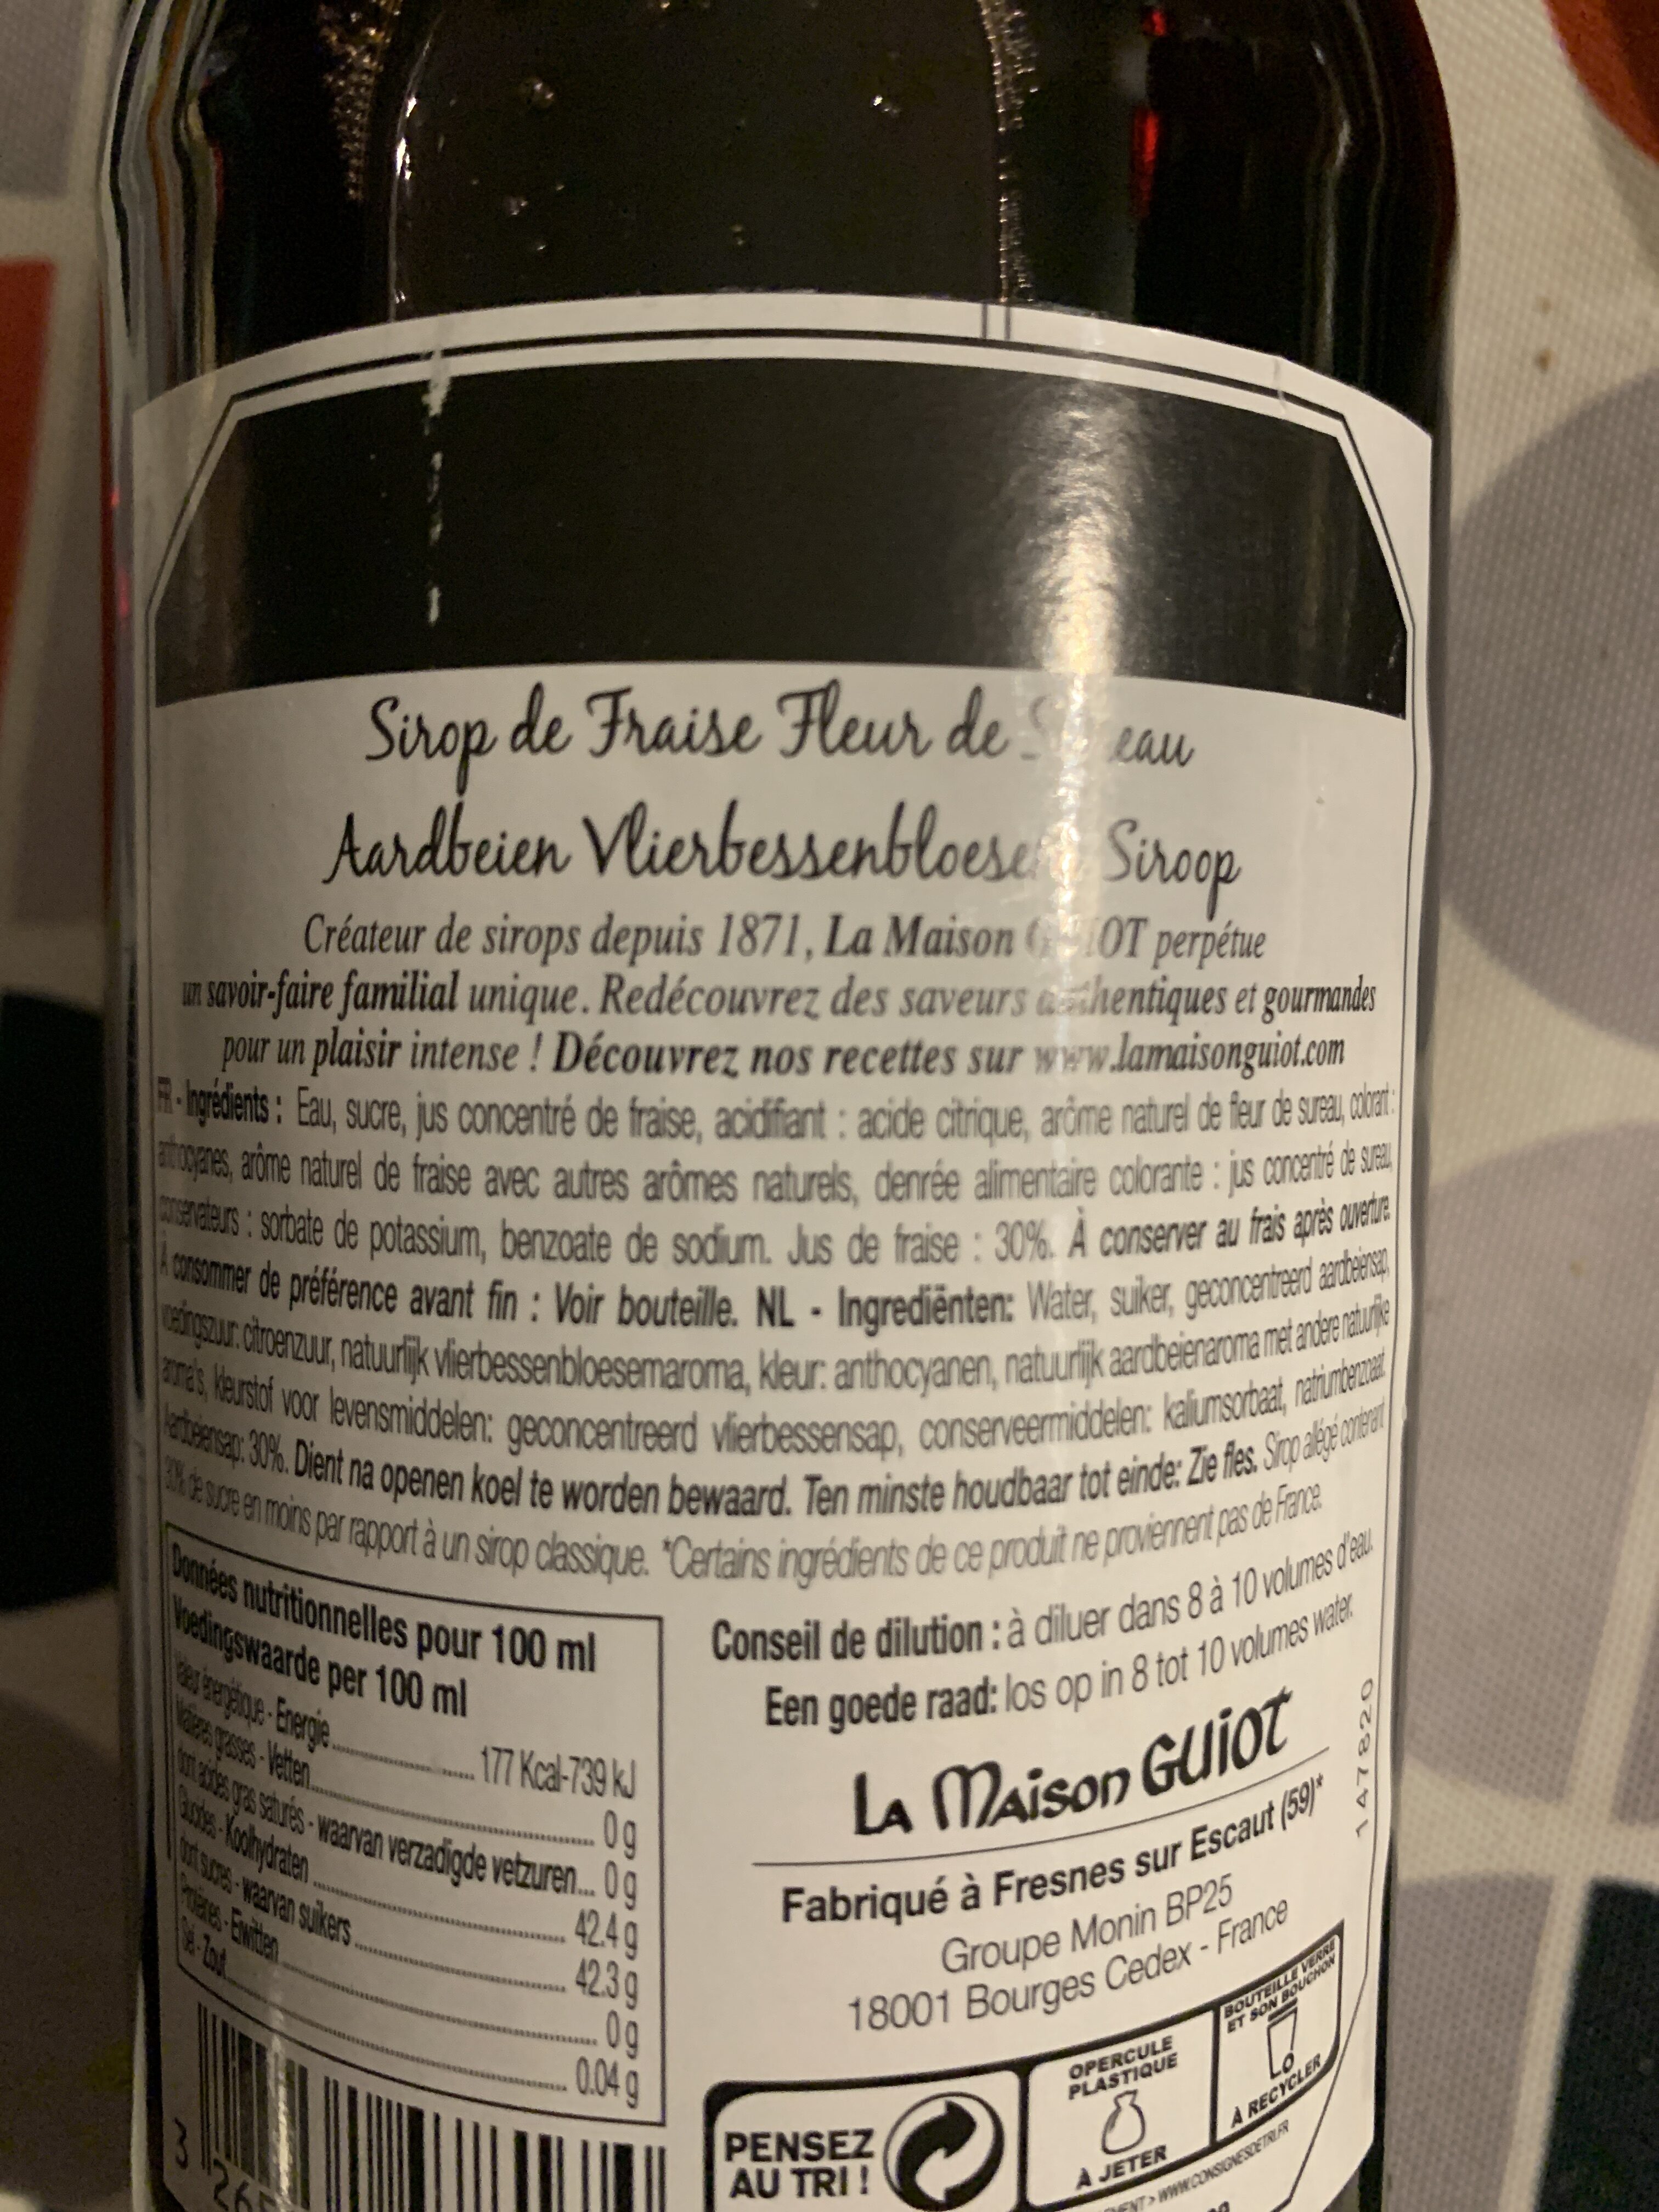 Sirop de Fraise Fleur de eau
Aardbeien Vlierbessenbloese Siroop
Créateur de sirops depuis 1871, La Maison GUIOT perpétue
un savoir-faire familial unique. Redécouvrez des saveurs authentiques et gourmandes
pour un plaisir intense ! Découvrez nos recettes sur www.lamaisonguiot.com
FR - Ingrédients : Eau, sucre, jus concentré de fraise, acidifiant : acide citrique, arôme naturel de fleur de sureau, colorant :
anthocyanes, arôme naturel de fraise avec autres arômes naturels, denrée alimentaire colorante : jus concentré de sureau,
conservateurs : sorbate de potassium, benzoate de sodium. Jus de fraise : 30%. À conserver au frais après ouverture.
À consommer de préférence avant fin : Voir bouteille. NL - Ingrediënten: Water, suiker, geconcentreerd aardbeiensap,
voedingszuur: citroenzuur, natuurlijk vlierbessenbloesemaroma, kleur: anthocyanen, natuurlijk aardbeienaroma met andere natuurlijke
aroma's, kleurstof voor levensmiddelen: geconcentreerd vlierbessensap, conserveermiddelen: kaliumsorbaat, natriumbenzoaat.
Aardbeiensap: 30%. Dient na openen koel te worden bewaard. Ten minste houdbaar tot einde: Zie fles. Sirop allégé contenant
30% de sucre en moins par rapport à un sirop classique. *Certains ingrédients de ce produit ne proviennent pas de France.
Données nutritionnelles pour 100 ml
Voedingswaarde per 100 ml
Valeur énergétique - Energie.................. 177 Kcal-739 kJ
Matières grasses - Vetten.................. 0 g
dont acides gras saturés - waarvan verzadigde vetzuren... 0 g
Glucides - Koolhydraten .................. 42.4 g
dont sucres - waarvan suikers .................. 42.3 g
Protéines - Eiwitten .................. 0 g
Sel - Zout.................. 0.04 g
Conseil de dilution : à diluer dans 8 à 10 volumes d'eau.
Een goede raad: los op in 8 tot 10 volumes water.
LA MAISON GUIOT
Fabriqué à Fresnes sur Escaut (59)*
Groupe Monin BP25
18001 Bourges Cedex - France
147820
PENSEZ
AU TRI !
OPERCULE
PLASTIQUE
À JETER
BOUTEILLE VERRE
ET SON BOUCHON
À RECYCLER
WWW.CONSIGNESDETRI.FR
3